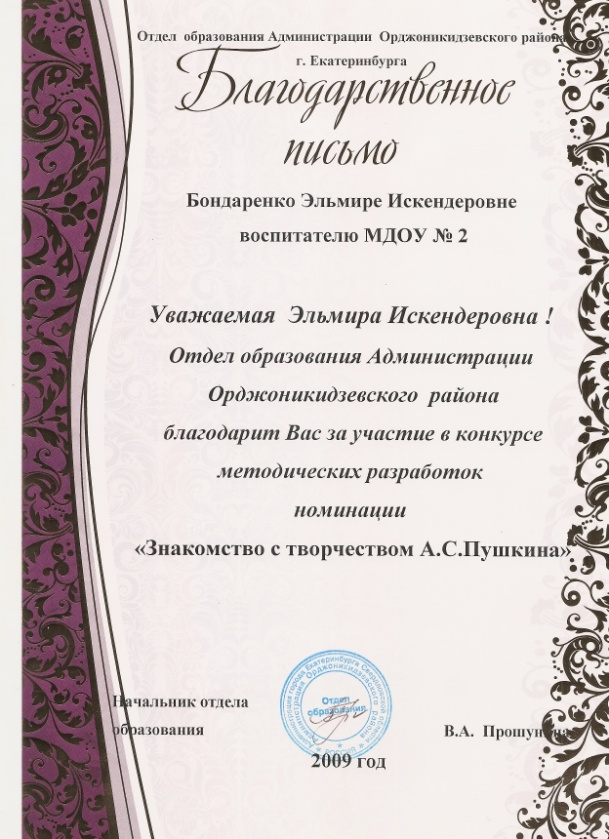 Отдел образования Администрации Орджоникидзевского района
г. Екатеринбурга
Благодарственное
письмо
Бондаренко Эльмире Искендеровне
воспитателю МДОУ № 2
Уважаемая Эльмира Искендеровна !
Отдел образования Администрации
Орджоникидзевского района
благодарит Вас за участие в конкурсе
методических разработок
номинации
«Знакомство с творчеством А.С.Пушкина»
Начальник отдела
образования
В.А. Прошунина
Отдел
образования
2009 год